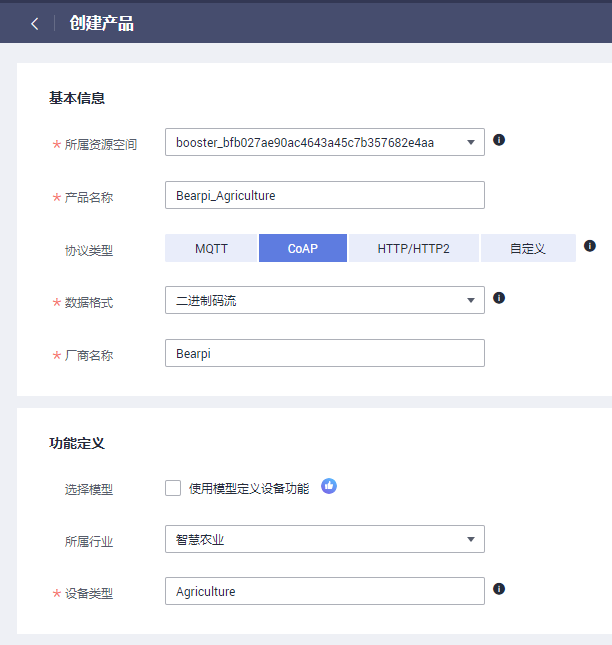 创建产品
基本信息
* 所属资源空间 booster_bfb027ae90ac4643a45c7b357682e4aa
* 产品名称 Bearpi_Agriculture
协议类型 MQTT CoAP HTTP/HTTP2 自定义
* 数据格式 二进制码流
* 厂商名称 Bearpi
功能定义
选择模型 使用模型定义设备功能
所属行业 智慧农业
* 设备类型 Agriculture